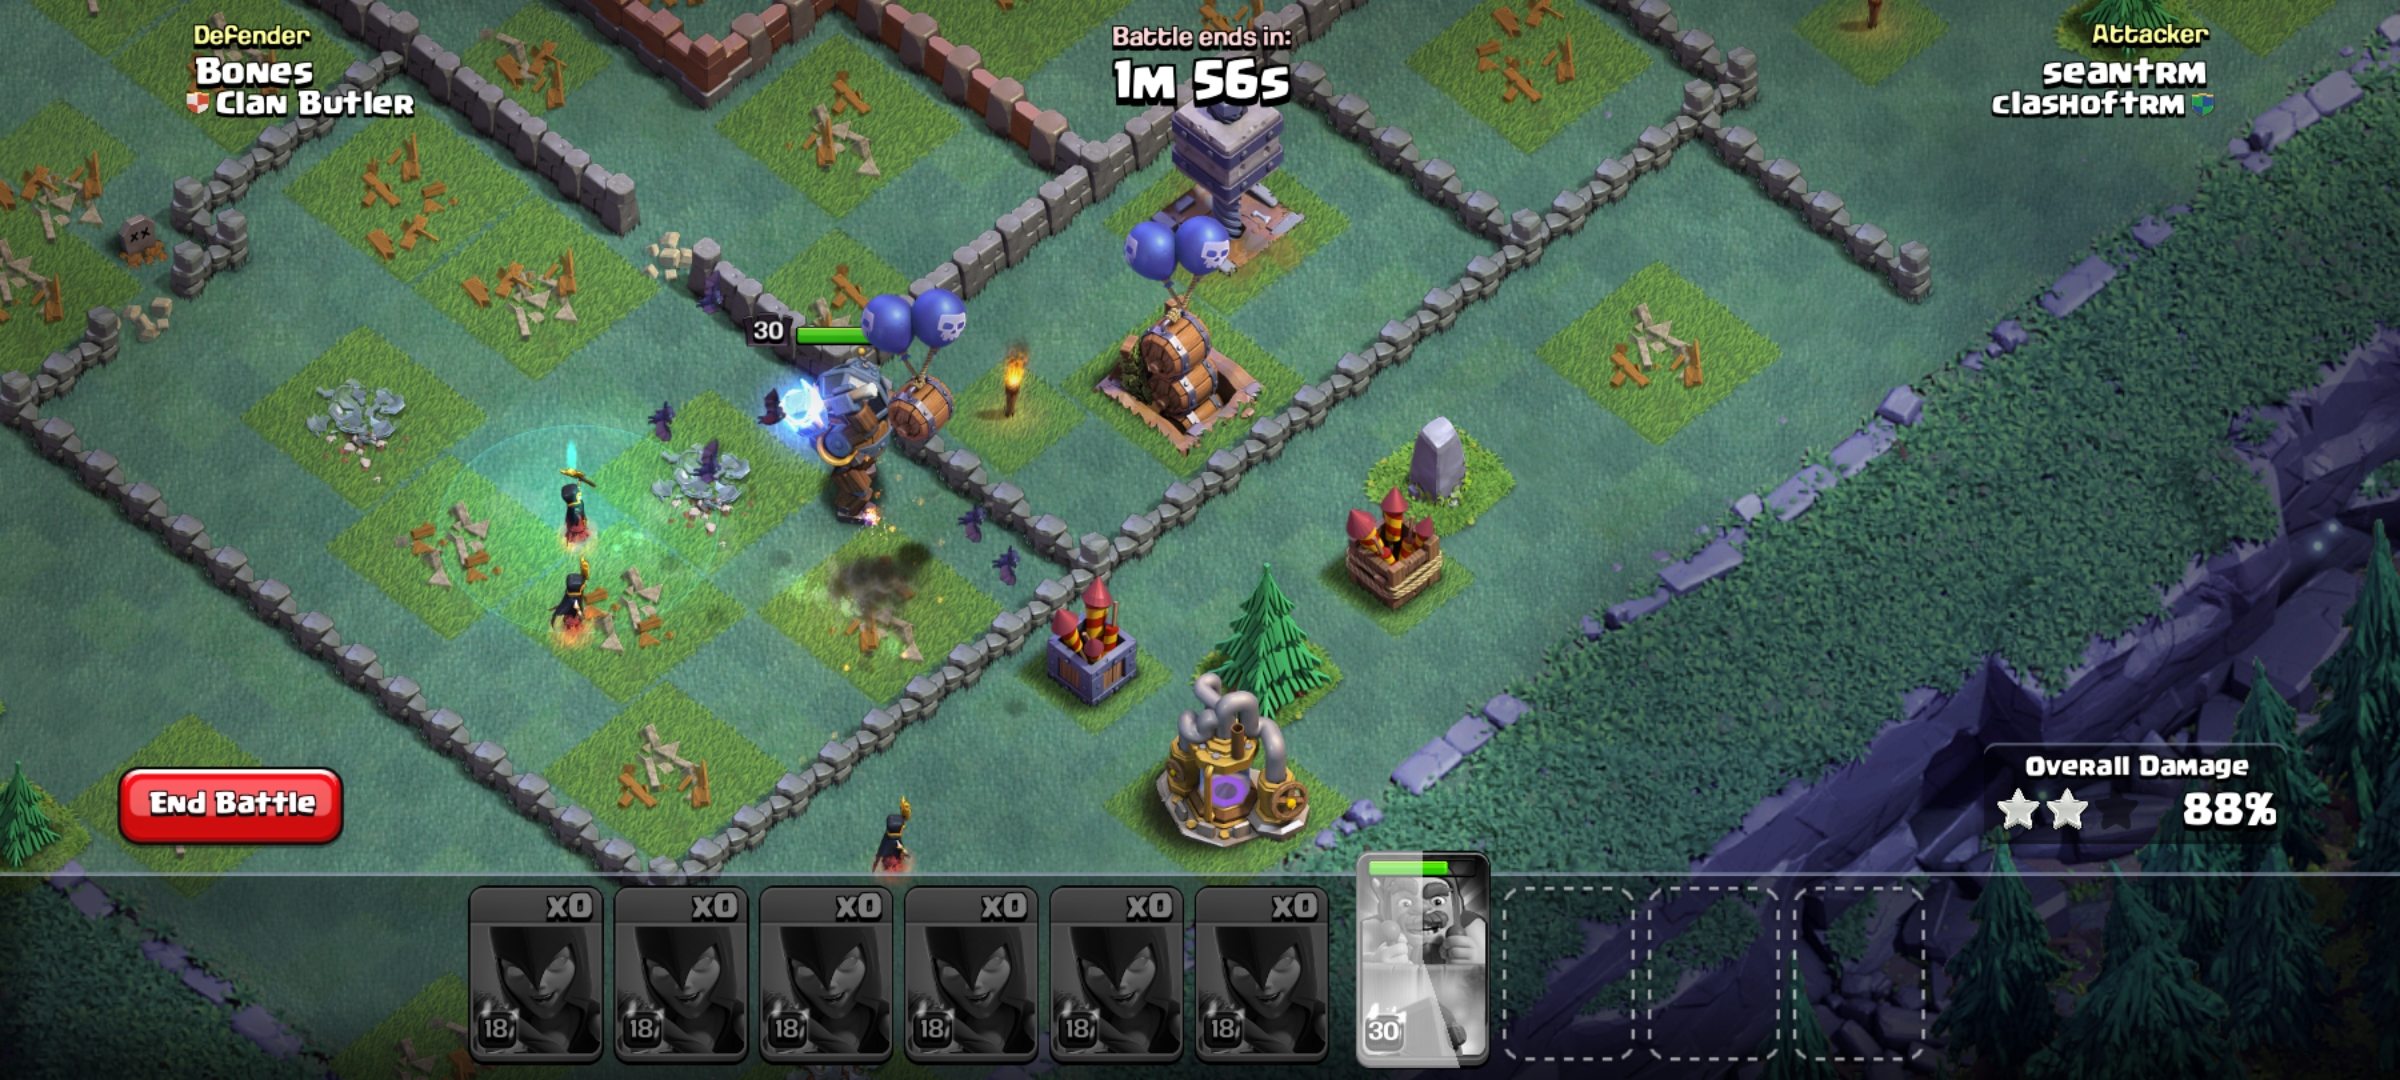 Defender
Bones
Clan Butler
Battle ends in:
1m 56s
Attacker
seantrm
clashoftrm
30
End Battle
Overall Damage
88%
x0
x0
x0
x0
x0
x0
18
18
18
18
18
18
30